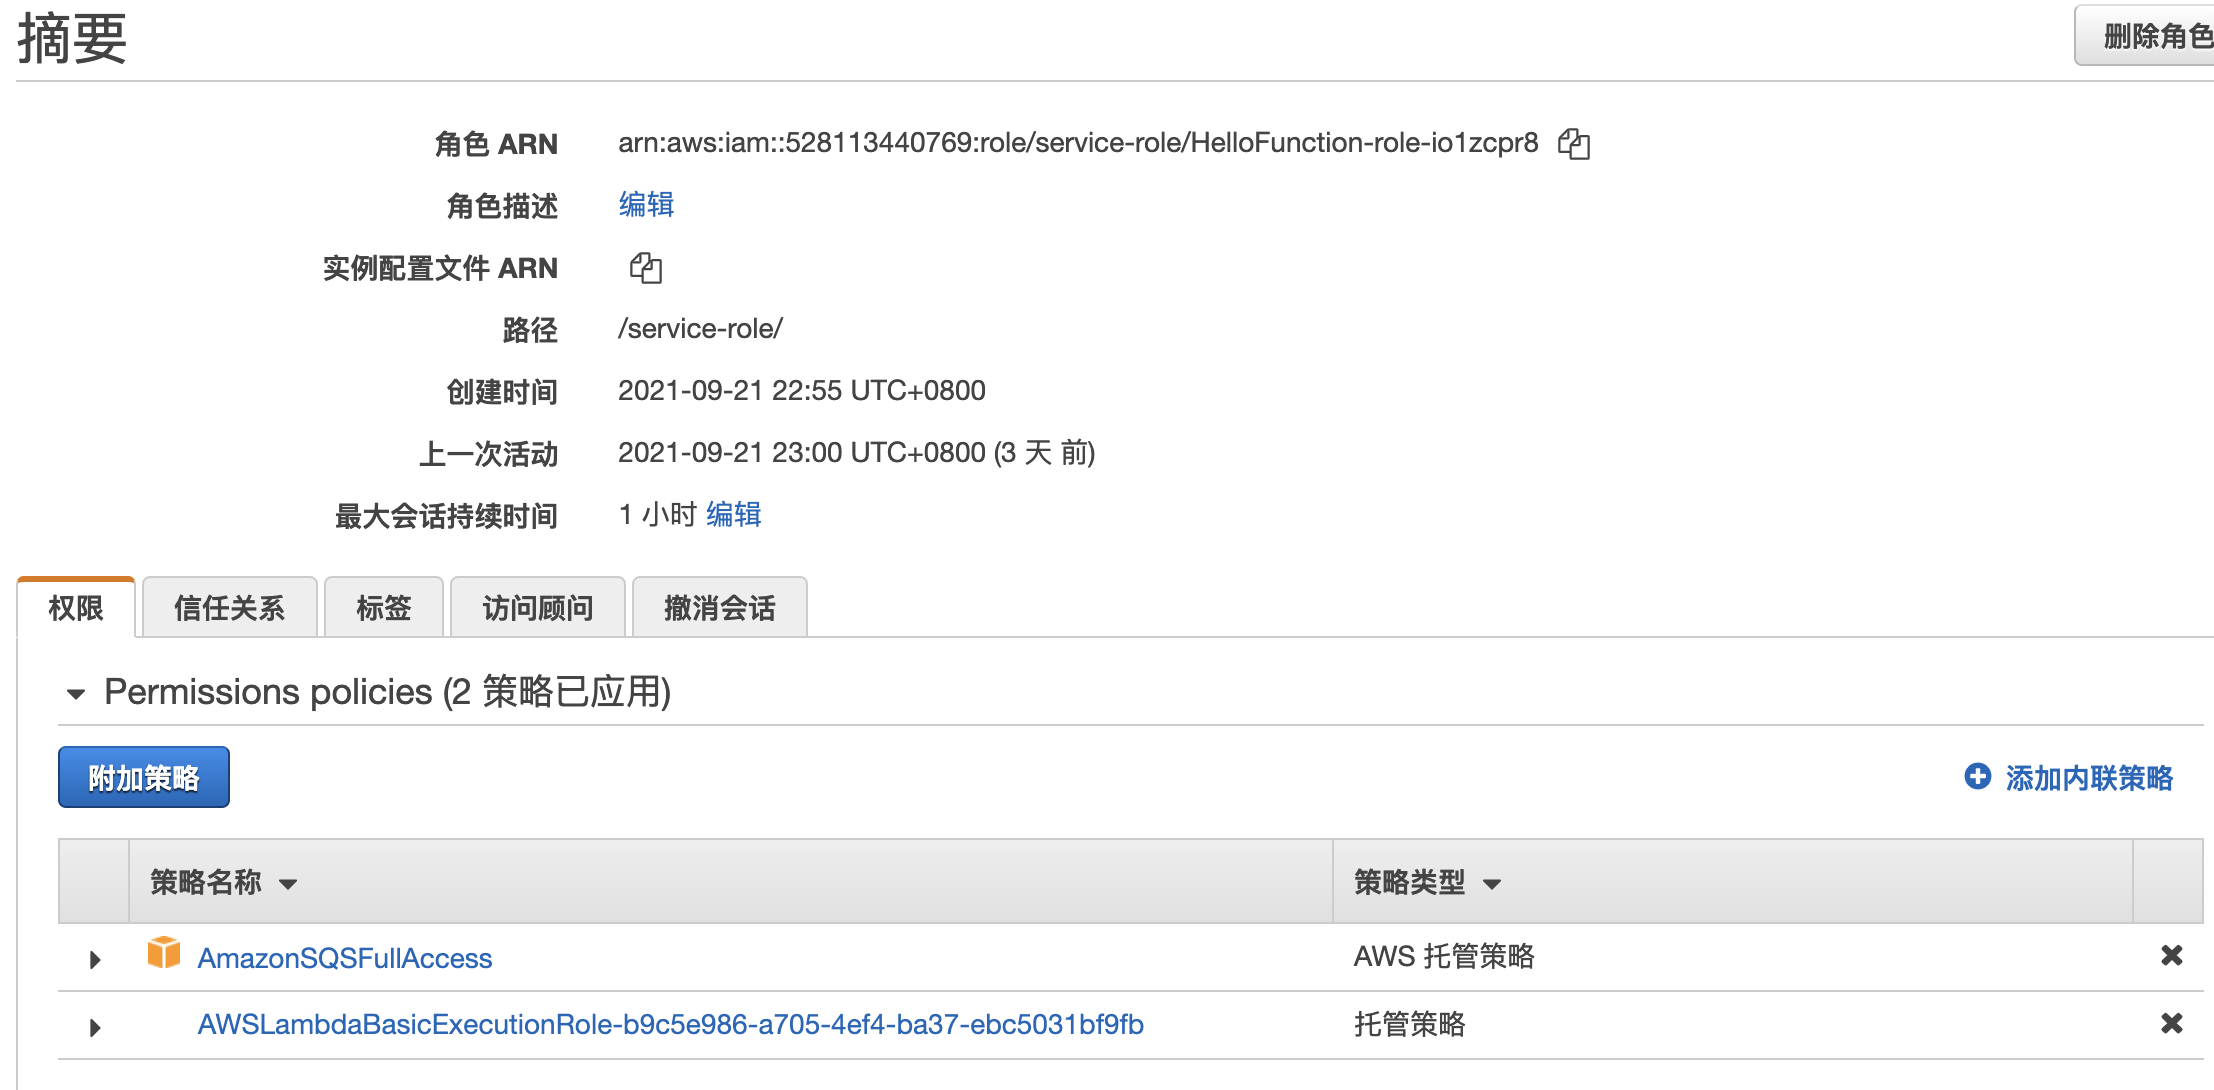 摘要
删除角色
角色 ARN arn:aws:iam::528113440769:role/service-role/HelloFunction-role-io1zcpr8
角色描述 编辑
实例配置文件 ARN
路径 /service-role/
创建时间 2021-09-21 22:55 UTC+0800
上一次活动 2021-09-21 23:00 UTC+0800 (3 天 前)
最大会话持续时间 1 小时 编辑
权限 信任关系 标签 访问顾问 撤消会话
Permissions policies (2 策略已应用)
附加策略 添加内联策略
策略名称 策略类型
AmazonSQSFullAccess AWS 托管策略
AWSLambdaBasicExecutionRole-b9c5e986-a705-4ef4-ba37-ebc5031bf9fb 托管策略